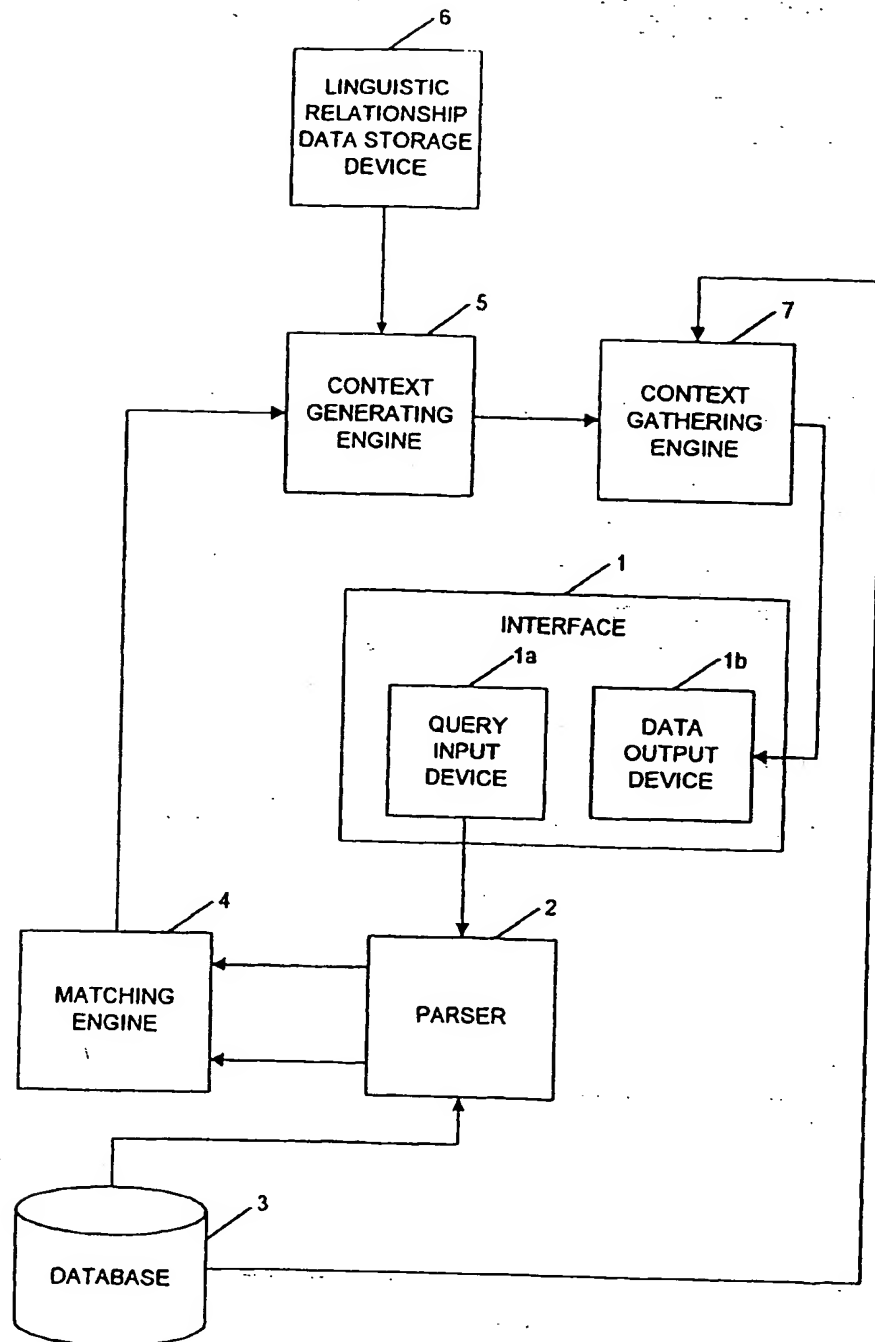 6
LINGUISTIC
RELATIONSHIP
DATA STORAGE
DEVICE
5
CONTEXT
GENERATING
ENGINE
7
CONTEXT
GATHERING
ENGINE
1
INTERFACE
1a
QUERY
INPUT
DEVICE
1b
DATA
OUTPUT
DEVICE
4
MATCHING
ENGINE
2
PARSER
3
DATABASE